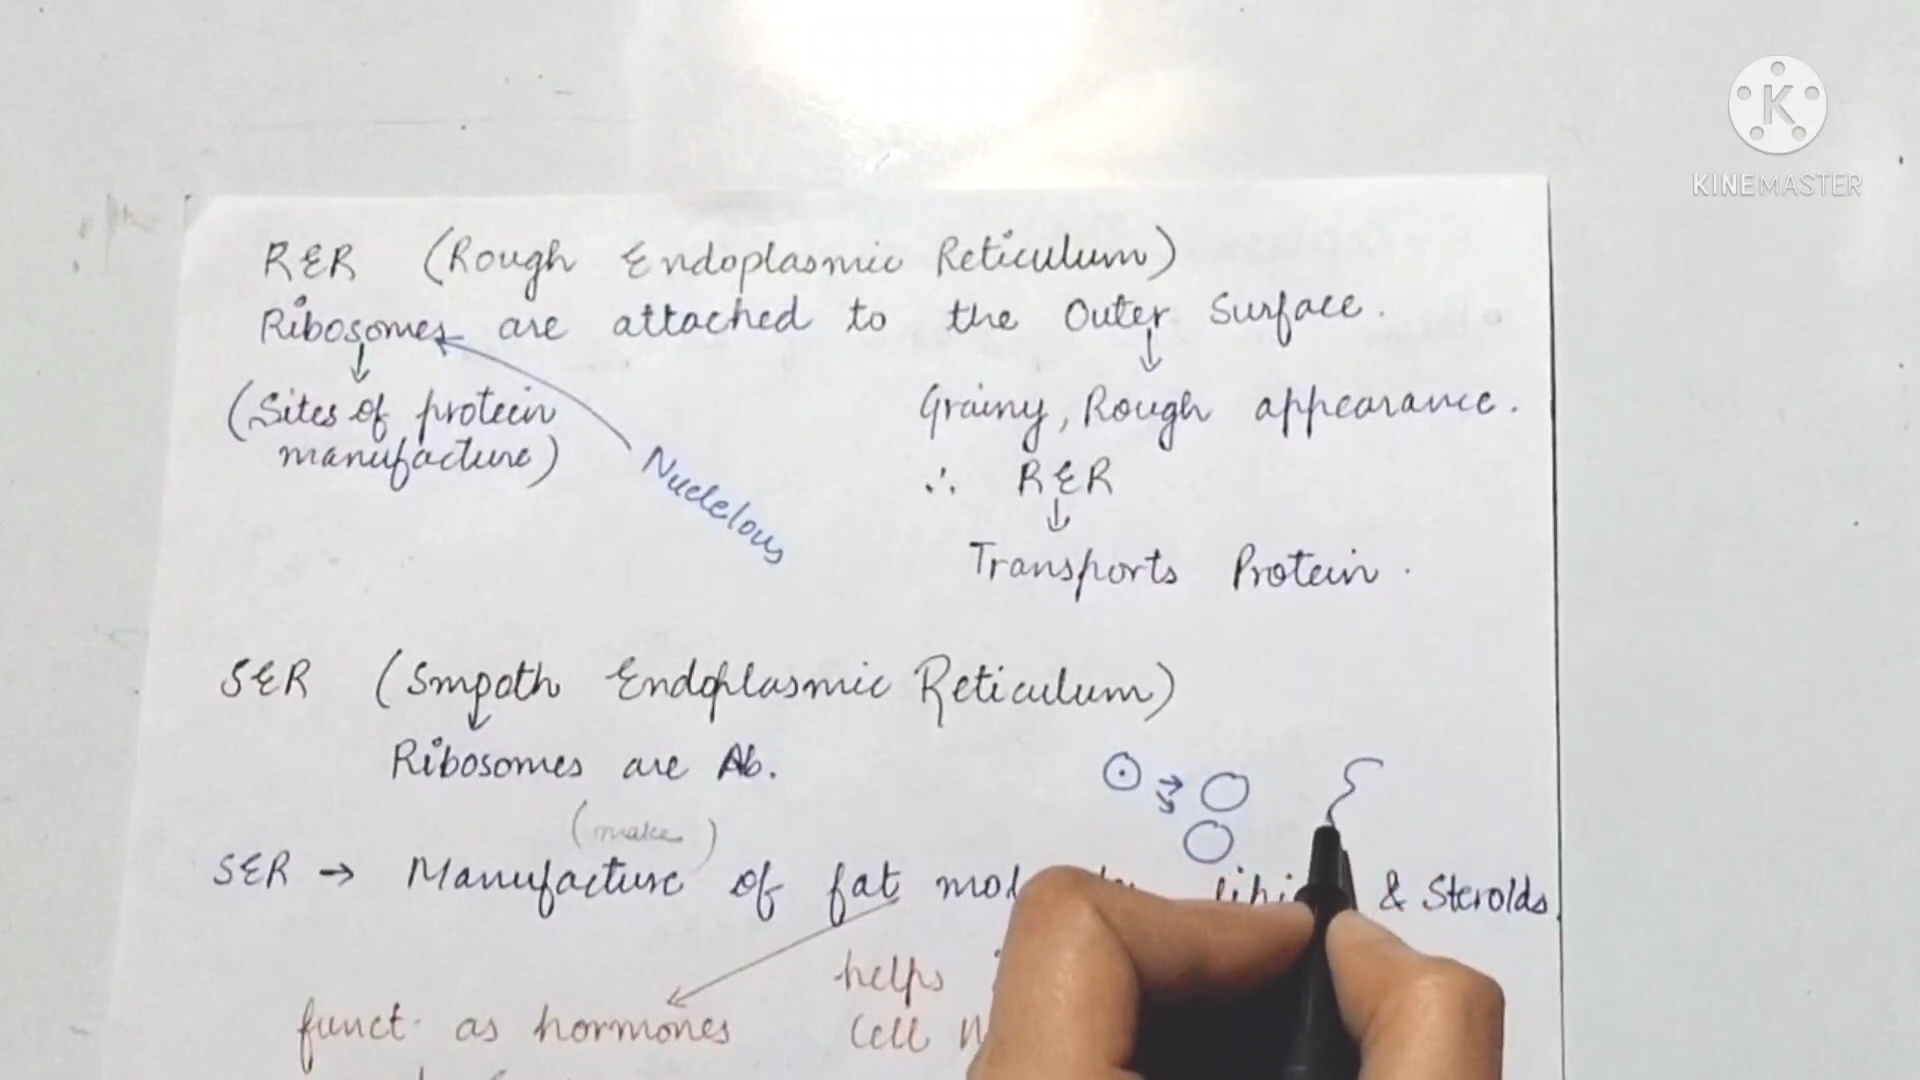 KINEMASTER
RER (Rough Endoplasmic Reticulum)
Ribosomes are attached to the Outer Surface.
(Sites of protein
manufacture)
Nuclelous
Grainy, Rough appearance.
∴ RER
Transports Protein.
SER (Smooth Endoplasmic Reticulum)
Ribosomes are Ab.
(make)
SER → Manufacture of fat & Steroids
helps
funct. as hormones
Cell